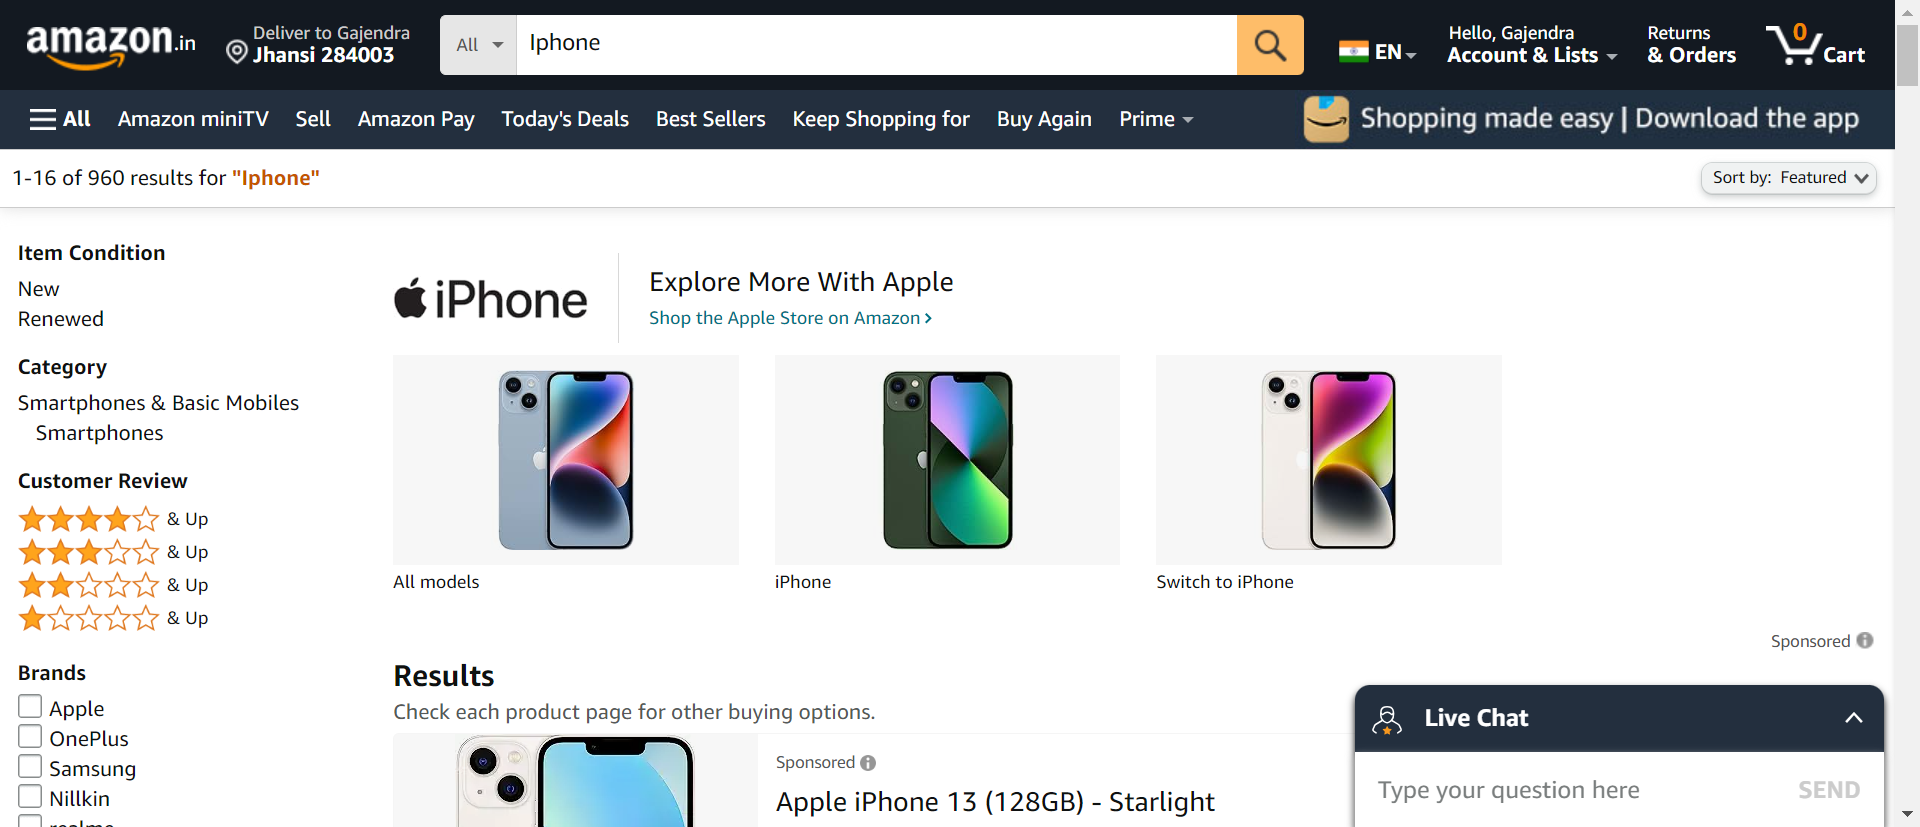 amazon.in
Deliver to Gajendra
Jhansi 284003
All
Iphone
EN
Hello, Gajendra
Account & Lists
Returns
& Orders
0
Cart
All
Amazon miniTV
Sell
Amazon Pay
Today's Deals
Best Sellers
Keep Shopping for
Buy Again
Prime
Shopping made easy | Download the app
1-16 of 960 results for "Iphone"
Sort by: Featured
Item Condition
New
Renewed
Category
Smartphones & Basic Mobiles
Smartphones
Customer Review
& Up
& Up
& Up
& Up
Brands
Apple
OnePlus
Samsung
Nillkin
realme
iPhone
Explore More With Apple
Shop the Apple Store on Amazon
All models
iPhone
Switch to iPhone
Sponsored
Results
Check each product page for other buying options.
Sponsored
Apple iPhone 13 (128GB) - Starlight
Live Chat
Type your question here
SEND